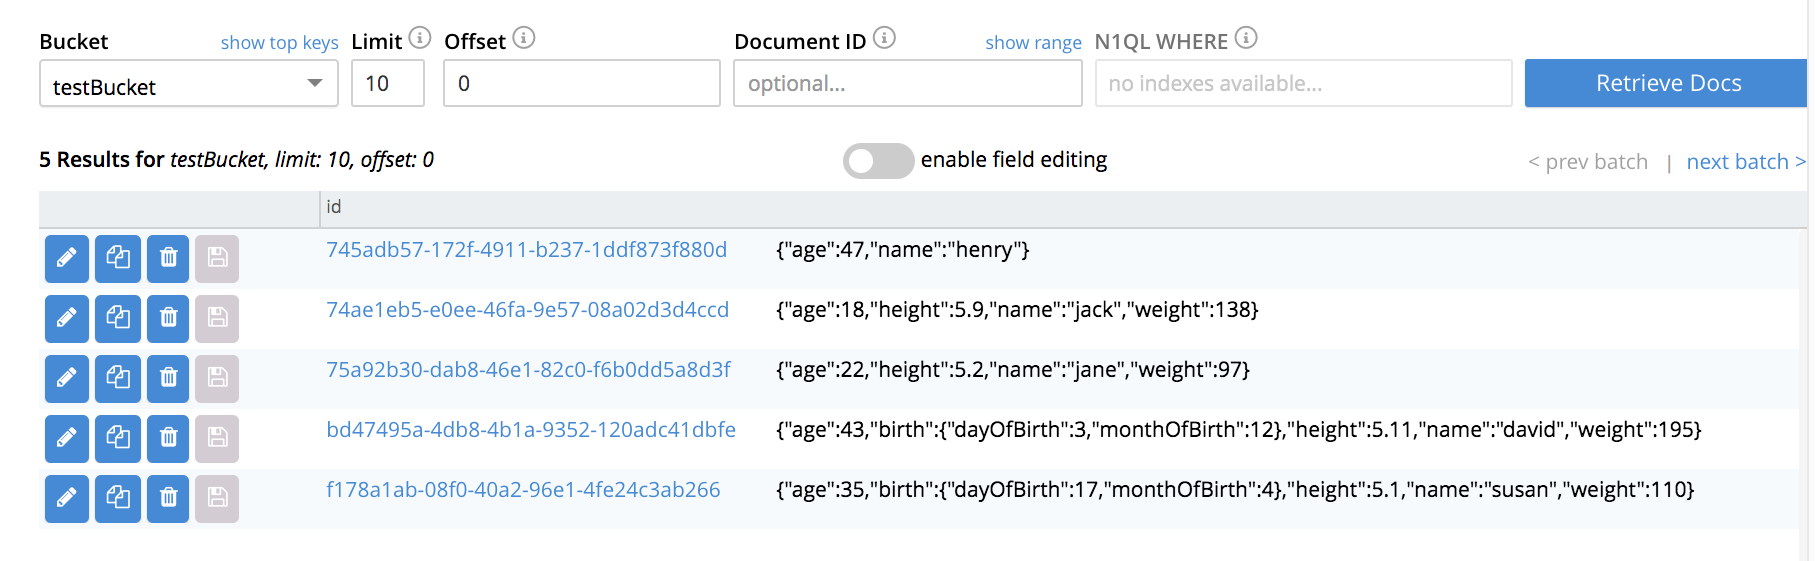 Bucket show top keys Limit Offset Document ID show range N1QL WHERE
testBucket 10 0 optional... no indexes available... Retrieve Docs
5 Results for testBucket, limit: 10, offset: 0 enable field editing < prev batch | next batch >
id
745adb57-172f-4911-b237-1ddf873f880d {"age":47,"name":"henry"}
74ae1eb5-e0ee-46fa-9e57-08a02d3d4ccd {"age":18,"height":5.9,"name":"jack","weight":138}
75a92b30-dab8-46e1-82c0-f6b0dd5a8d3f {"age":22,"height":5.2,"name":"jane","weight":97}
bd47495a-4db8-4b1a-9352-120adc41dbfe {"age":43,"birth":{"dayOfBirth":3,"monthOfBirth":12},"height":5.11,"name":"david","weight":195}
f178a1ab-08f0-40a2-96e1-4fe24c3ab266 {"age":35,"birth":{"dayOfBirth":17,"monthOfBirth":4},"height":5.1,"name":"susan","weight":110}